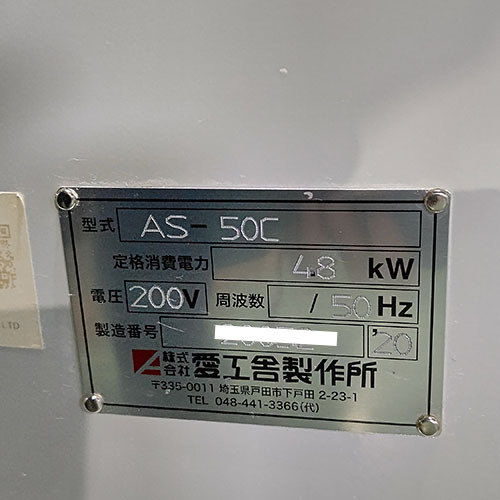 型式 AS-50C
定格消費電力 4.8 kW
電圧 200V 周波数 / 50 Hz
製造番号 '20
株式会社 愛工舎製作所
〒335-0011 埼玉県戸田市下戸田 2-23-1
TEL 048-441-3366(代)
LTD